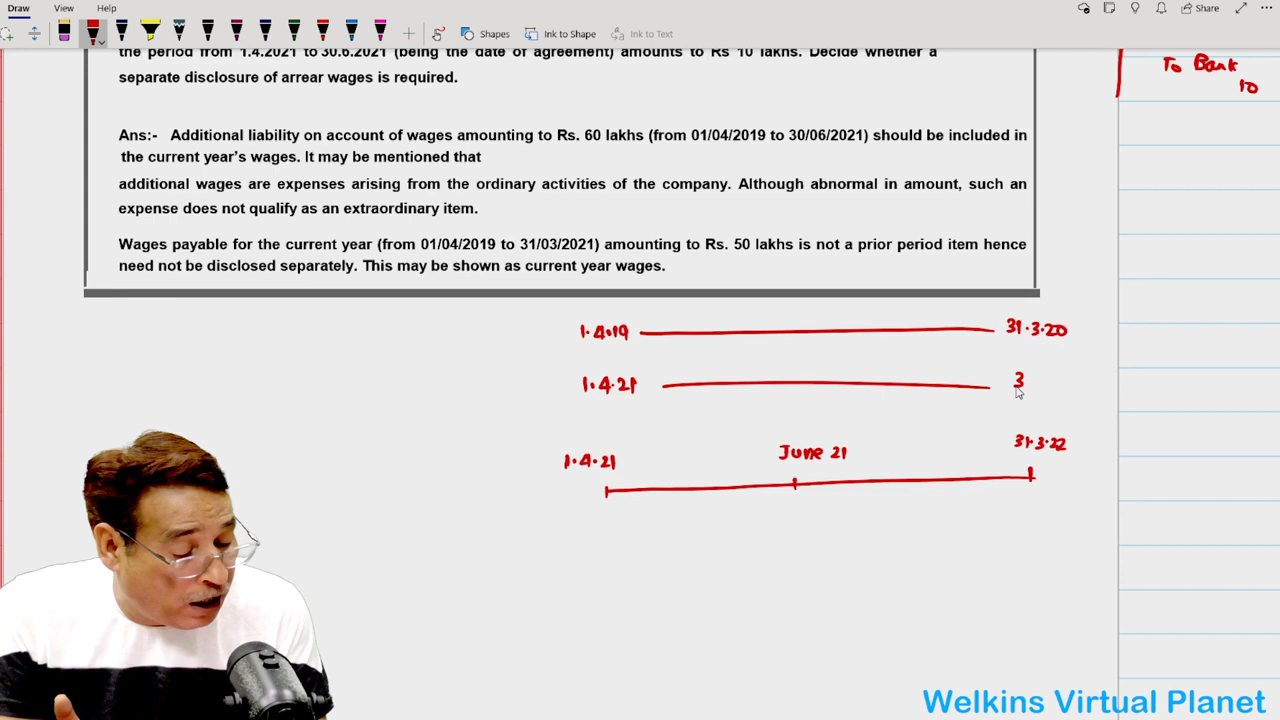 Draw View Help
Share
Shapes Ink to Shape Ink to Text
the period from 1.4.2021 to 30.6.2021 (being the date of agreement) amounts to Rs 10 lakhs. Decide whether a
separate disclosure of arrear wages is required.
To Bank
10
Ans:- Additional liability on account of wages amounting to Rs. 60 lakhs (from 01/04/2019 to 30/06/2021) should be included in
the current year's wages. It may be mentioned that
additional wages are expenses arising from the ordinary activities of the company. Although abnormal in amount, such an
expense does not qualify as an extraordinary item.
Wages payable for the current year (from 01/04/2019 to 31/03/2021) amounting to Rs. 50 lakhs is not a prior period item hence
need not be disclosed separately. This may be shown as current year wages.
1.4.19 31.3.20
1.4.21 3
1.4.21 June 21 31.3.22
Welkins Virtual Planet